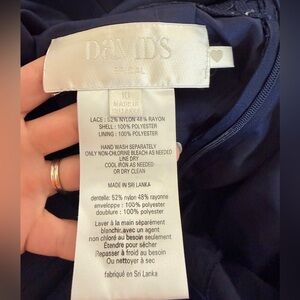 DAVID'S
BRIDAL
10
MADE IN
SRI LANKA
LACE : 52% NYLON 48% RAYON
SHELL : 100% POLYESTER
LINING : 100% POLYESTER
HAND WASH SEPARATELY
ONLY NON-CHLORINE BLEACH AS NEEDED
LINE DRY
COOL IRON AS NEEDED
OR DRY CLEAN
MADE IN SRI LANKA
dentelle: 52% nylon 48% rayonne
enveloppe : 100% polyester
doublure : 100% polyester
Laver à la main séparément
blanchir,avec un agent
non chloré au besoin seulement
Étendre pour sécher
Repasser à froid au besoin
Ou nettoyer à sec
fabriqué en Sri Lanka